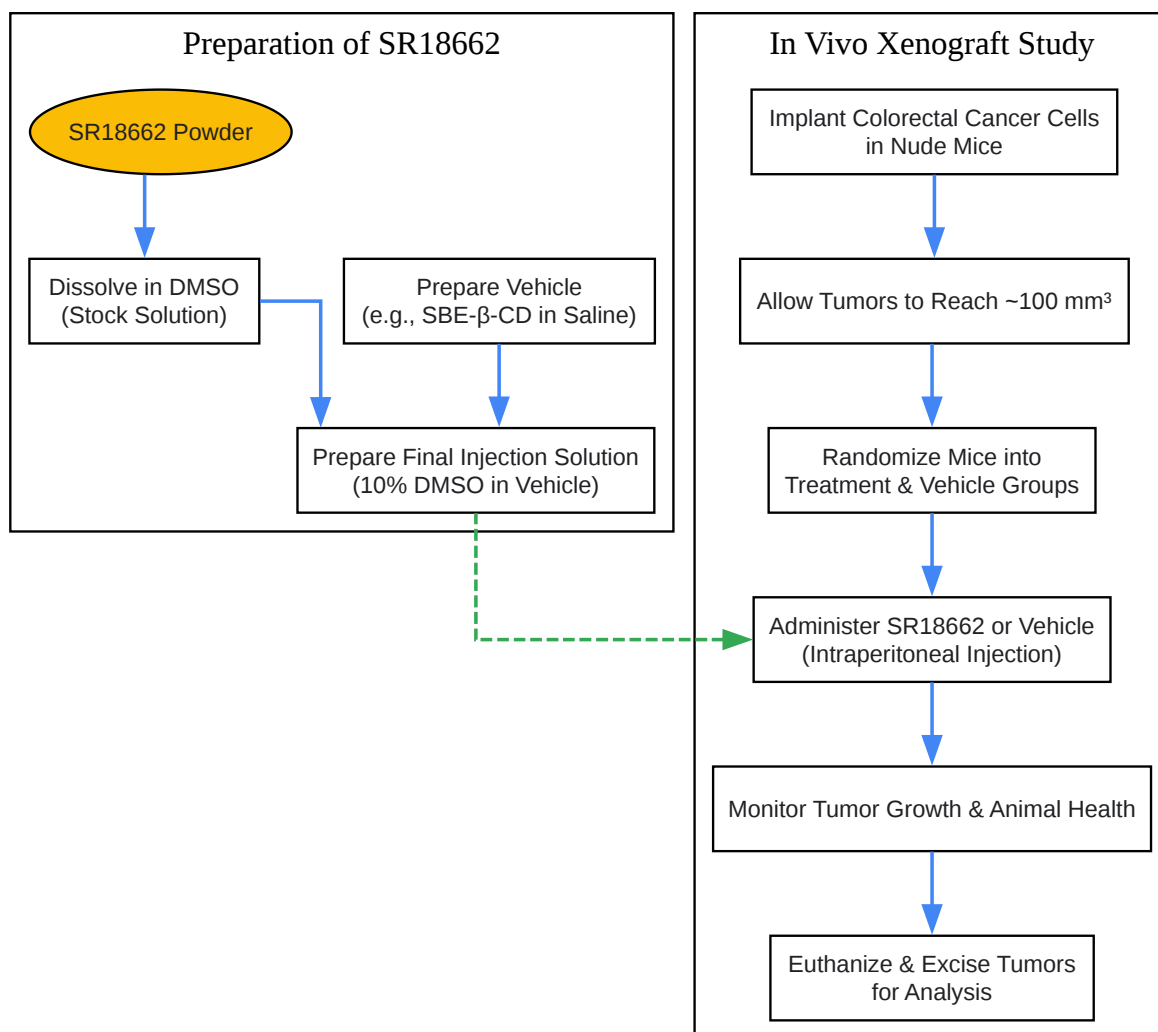 Preparation of SR18662
SR18662 Powder
Dissolve in DMSO
(Stock Solution)
Prepare Vehicle
(e.g., SBE-β-CD in Saline)
Prepare Final Injection Solution
(10% DMSO in Vehicle)
In Vivo Xenograft Study
Implant Colorectal Cancer Cells
in Nude Mice
Allow Tumors to Reach ~100 mm³
Randomize Mice into
Treatment & Vehicle Groups
Administer SR18662 or Vehicle
(Intraperitoneal Injection)
Monitor Tumor Growth & Animal Health
Euthanize & Excise Tumors
for Analysis